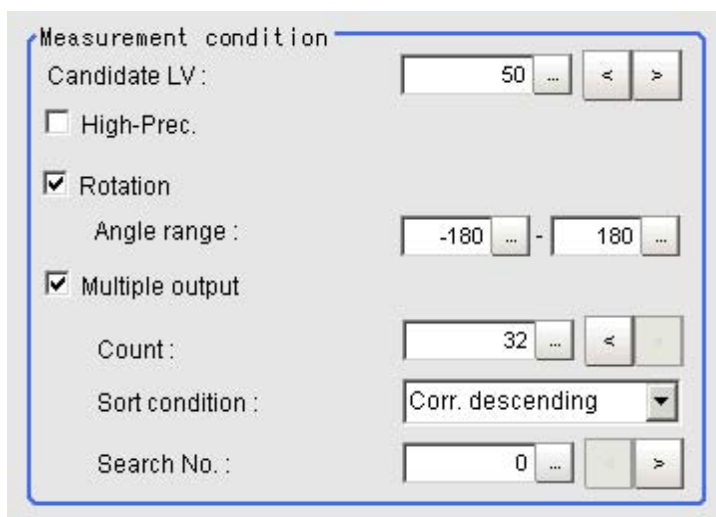 Measurement condition
Candidate LV : 50 ... < >
High-Prec.
Rotation
Angle range : -180 ... - 180 ...
Multiple output
Count : 32 ... <
Sort condition : Corr. descending
Search No. : 0 ... >